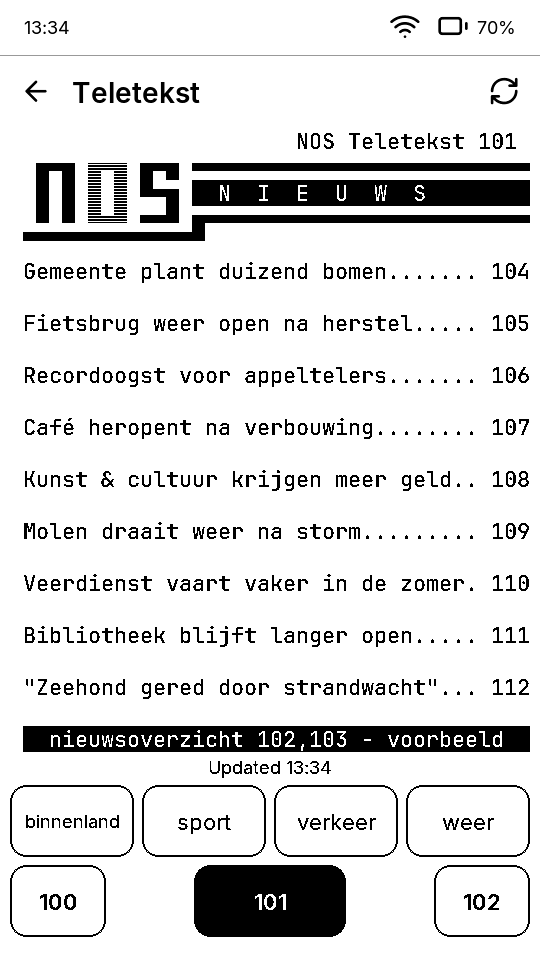 13:34 70%
Teletekst
NOS Teletekst 101
NOS NIEUWS
Gemeente plant duizend bomen....... 104
Fietsbrug weer open na herstel..... 105
Recordoogst voor appeltelers....... 106
Café heropent na verbouwing........ 107
Kunst & cultuur krijgen meer geld.. 108
Molen draait weer na storm......... 109
Veerdienst vaart vaker in de zomer. 110
Bibliotheek blijft langer open..... 111
"Zeehond gered door strandwacht"... 112
nieuwsoverzicht 102,103 - voorbeeld
Updated 13:34
binnenland sport verkeer weer
100 101 102